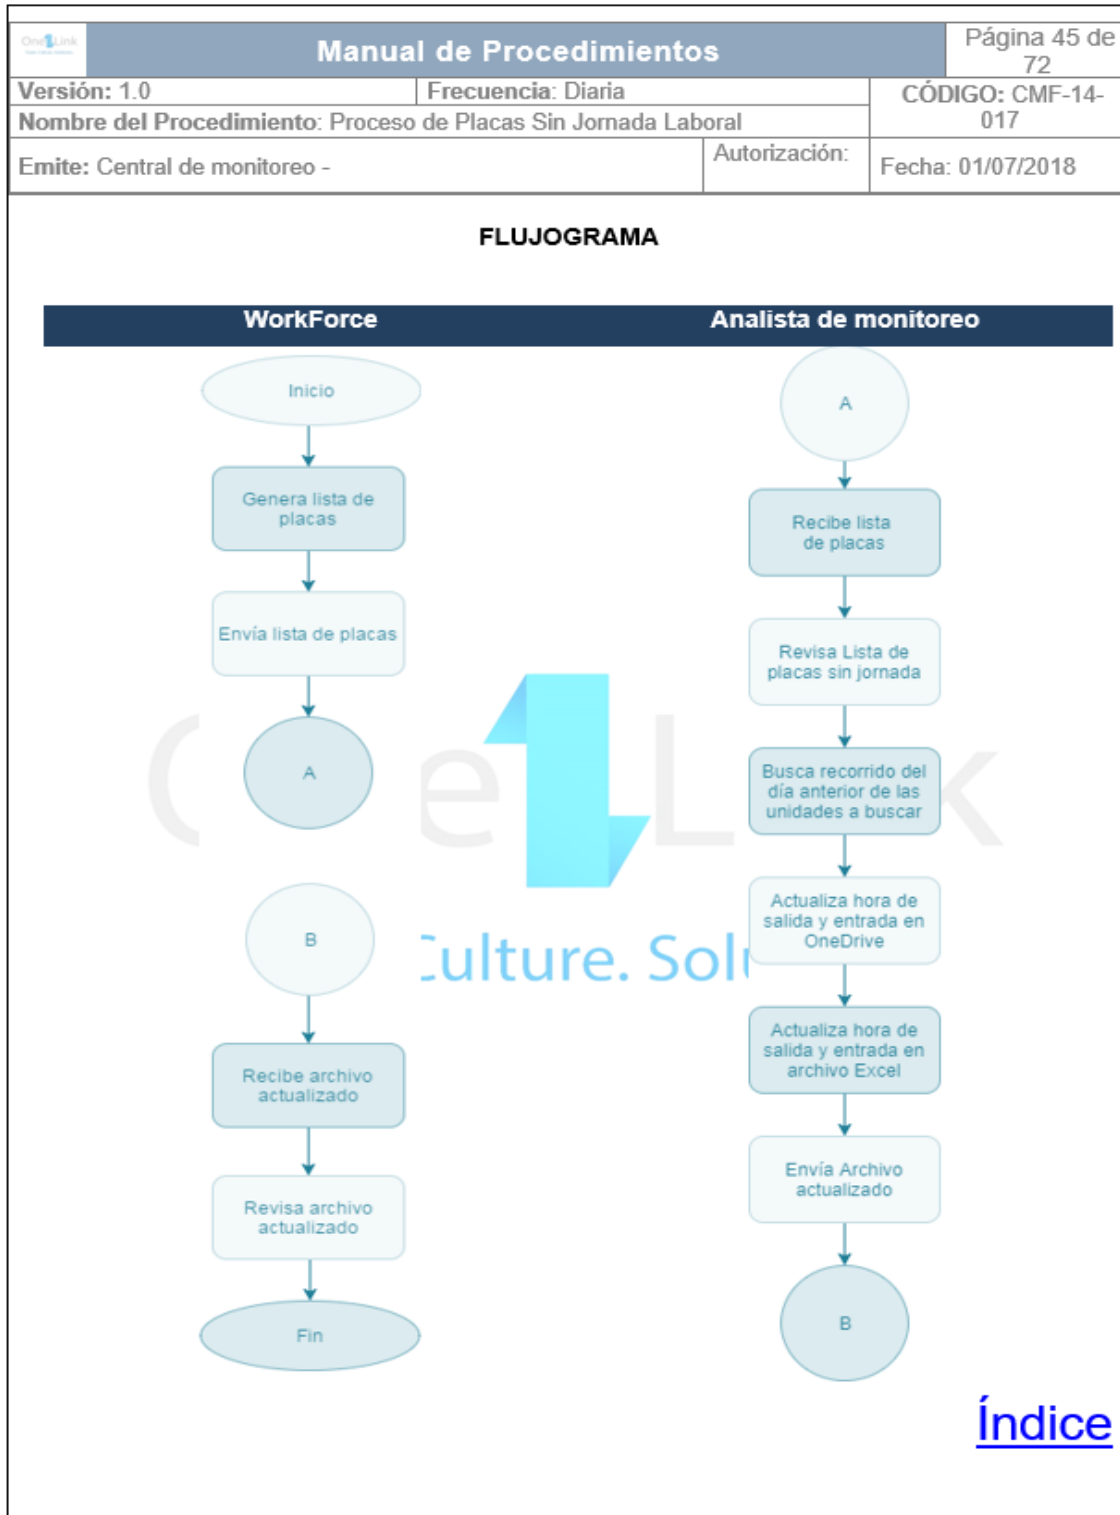 One Link
Manual de Procedimientos
Página 45 de
72
Versión: 1.0
Frecuencia: Diaria
CÓDIGO: CMF-14-
017
Nombre del Procedimiento: Proceso de Placas Sin Jornada Laboral
Emite: Central de monitoreo -
Autorización:
Fecha: 01/07/2018
FLUJOGRAMA
WorkForce
Inicio
Genera lista de
placas
Envía lista de placas
A
B
Recibe archivo
actualizado
Revisa archivo
actualizado
Fin
Analista de monitoreo
A
Recibe lista
de placas
Revisa Lista de
placas sin jornada
Busca recorrido del
día anterior de las
unidades a buscar
Actualiza hora de
salida y entrada en
OneDrive
Actualiza hora de
salida y entrada en
archivo Excel
Envía Archivo
actualizado
B
Culture. Solu
Índice